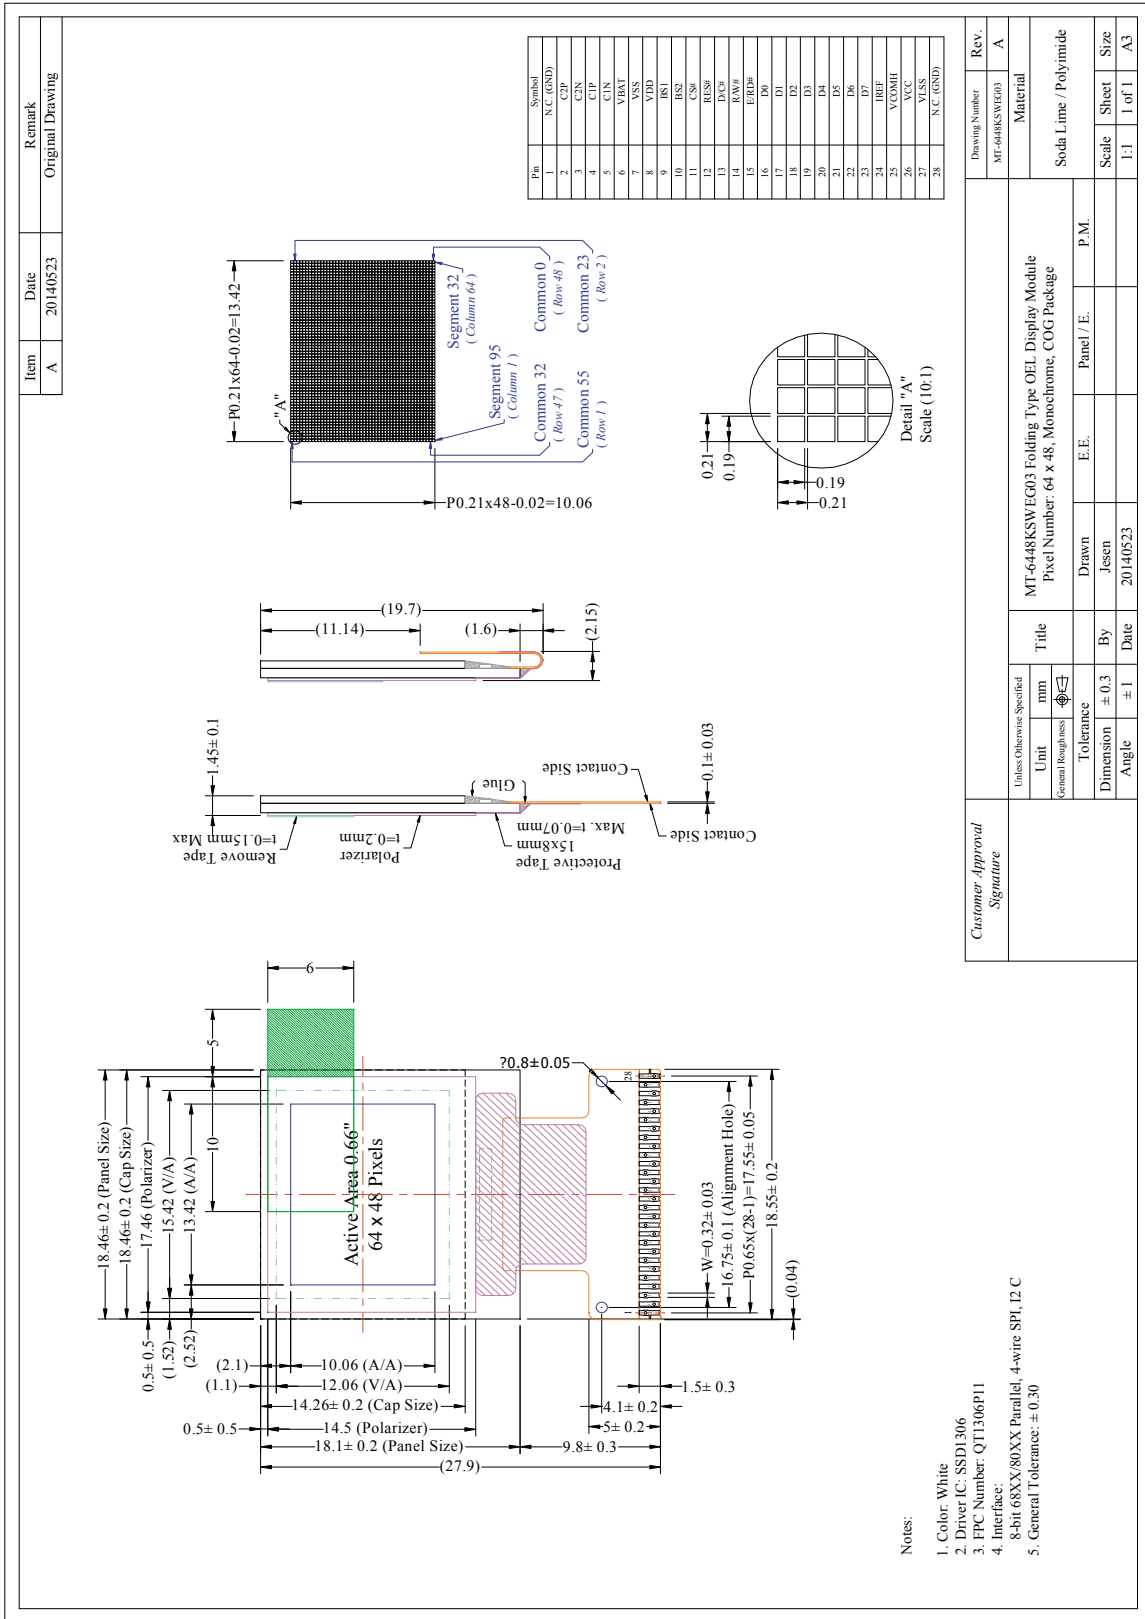 Item Date Remark
A 20140523 Original Drawing
18.46± 0.2 (Panel Size)
18.46± 0.2 (Cap Size)
17.46 (Polarizer)
15.42 (V/A)
13.42 (A/A)
10
5
6
0.5± 0.5
(1.52)
(2.52)
(2.1)
10.06 (A/A)
(1.1)
12.06 (V/A)
14.26± 0.2 (Cap Size)
0.5± 0.5
14.5 (Polarizer)
18.1± 0.2 (Panel Size)
9.8± 0.3
(27.9)
Active Area 0.66"
64 x 48 Pixels
?0.8±0.05
1
28
W=0.32± 0.03
16.75± 0.1 (Alignment Hole)
P0.65x(28-1)=17.55± 0.05
18.55± 0.2
(0.04)
1.5± 0.3
4.1± 0.2
5± 0.2
1.45± 0.1
Remove Tape
t=0.15mm Max
Polarizer
t=0.2mm
Protective Tape
15x8mm
Max. t=0.07mm
Glue
Contact Side
Contact Side
0.1± 0.03
(19.7)
(11.14)
(1.6)
(2.15)
P0.21x64-0.02=13.42
"A"
P0.21x48-0.02=10.06
Segment 32
( Column 64 )
Segment 95
( Column 1 )
Common 0
( Row 48 )
Common 32
( Row 47 )
Common 23
( Row 2 )
Common 55
( Row 1 )
0.21
0.19
0.19
0.21
Detail "A"
Scale (10:1)
Pin Symbol
1 N.C. (GND)
2 C2P
3 C2N
4 C1P
5 C1N
6 VBAT
7 VSS
8 VDD
9 BS1
10 BS2
11 CS#
12 RES#
13 D/C#
14 R/W#
15 E/RD#
16 D0
17 D1
18 D2
19 D3
20 D4
21 D5
22 D6
23 D7
24 IREF
25 VCOMH
26 VCC
27 VLSS
28 N.C. (GND)
Notes:
1. Color: White
2. Driver IC: SSD1306
3. FPC Number: QT1306P11
4. Interface:
8-bit 68XX/80XX Parallel, 4-wire SPI, I2 C
5. General Tolerance: ± 0.30
Customer Approval
Signature
Unless Otherwise Specified
Unit mm
General Roughness
Tolerance
Dimension ± 0.3
Angle ± 1
Title
MT-6448KSWEG03 Folding Type OEL Display Module
Pixel Number: 64 x 48, Monochrome, COG Package
Drawn E.E. Panel / E. P.M.
By Jesen
Date 20140523
Drawing Number Rev.
MT-6448KSWEG03 A
Material
Soda Lime / Polyimide
Scale Sheet Size
1:1 1 of 1 A3